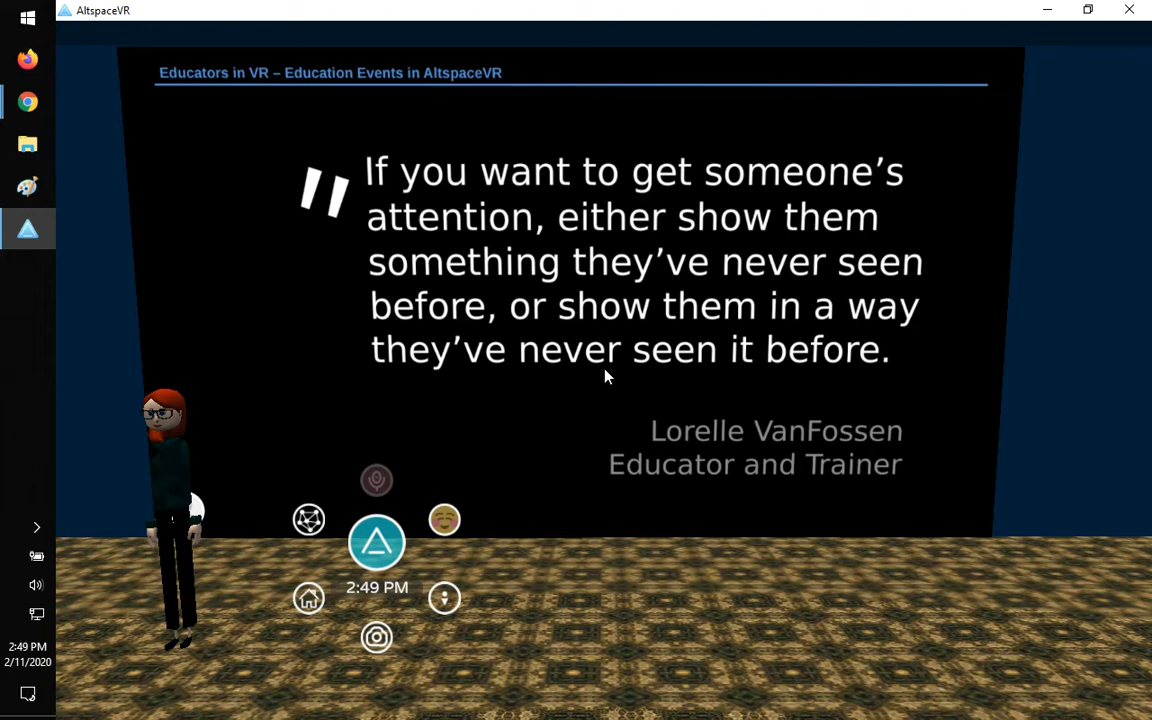 AltspaceVR
Educators in VR – Education Events in AltspaceVR
"If you want to get someone’s
attention, either show them
something they’ve never seen
before, or show them in a way
they’ve never seen it before.
Lorelle VanFossen
Educator and Trainer
2:49 PM
2:49 PM
2/11/2020